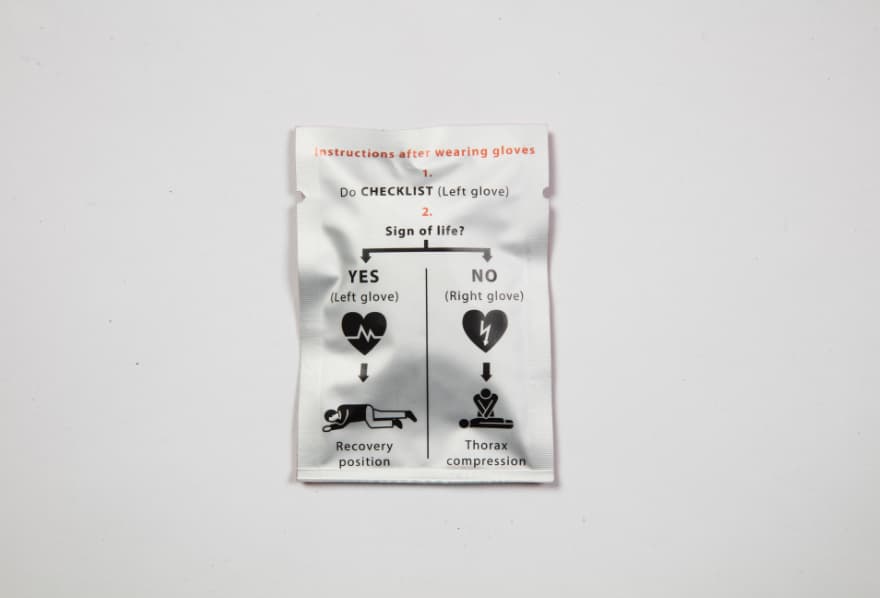 Instructions after wearing gloves
1.
Do CHECKLIST (Left glove)
2.
Sign of life?
YES
(Left glove)
Recovery
position
NO
(Right glove)
Thorax
compression